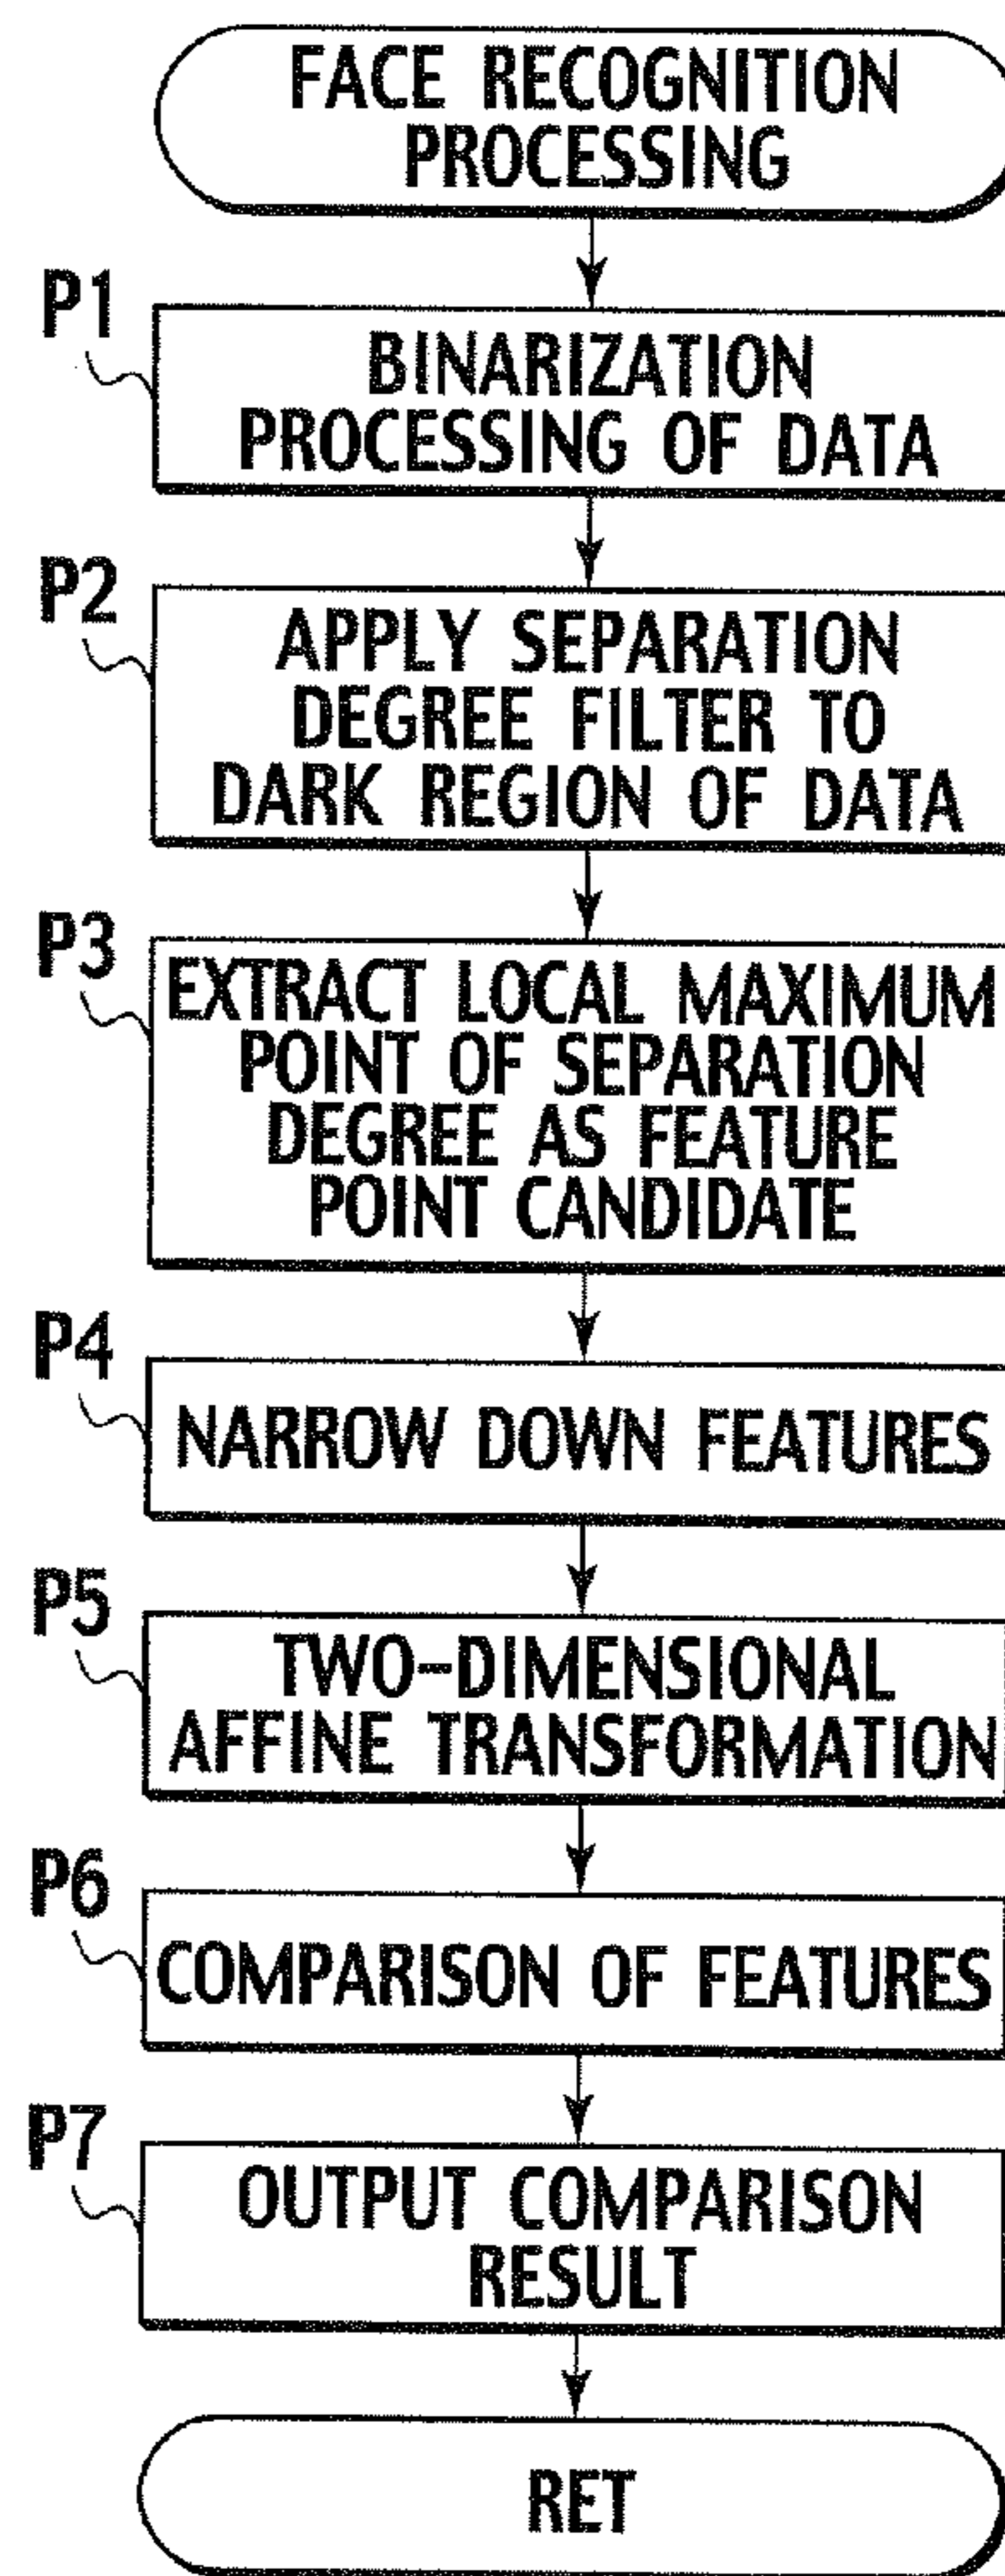 FACE RECOGNITION
PROCESSING
P1
BINARIZATION
PROCESSING OF DATA
P2
APPLY SEPARATION
DEGREE FILTER TO
DARK REGION OF DATA
P3
EXTRACT LOCAL MAXIMUM
POINT OF SEPARATION
DEGREE AS FEATURE
POINT CANDIDATE
P4
NARROW DOWN FEATURES
P5
TWO-DIMENSIONAL
AFFINE TRANSFORMATION
P6
COMPARISON OF FEATURES
P7
OUTPUT COMPARISON
RESULT
RET